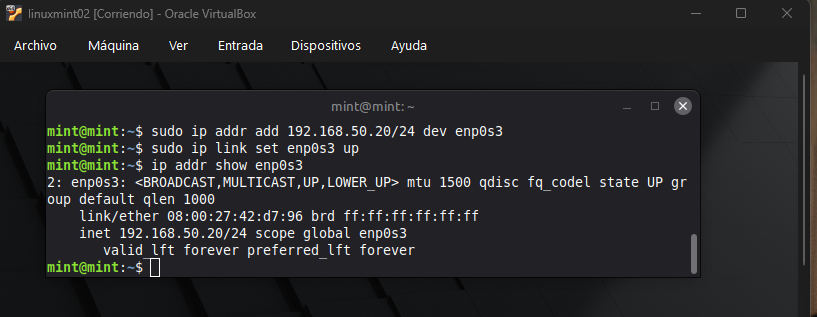 linuxmint02 [Corriendo] - Oracle VirtualBox
Archivo Máquina Ver Entrada Dispositivos Ayuda
mint@mint: ~
mint@mint:~$ sudo ip addr add 192.168.50.20/24 dev enp0s3
mint@mint:~$ sudo ip link set enp0s3 up
mint@mint:~$ ip addr show enp0s3
2: enp0s3: <BROADCAST,MULTICAST,UP,LOWER_UP> mtu 1500 qdisc fq_codel state UP gr
oup default qlen 1000
    link/ether 08:00:27:42:d7:96 brd ff:ff:ff:ff:ff:ff
    inet 192.168.50.20/24 scope global enp0s3
       valid_lft forever preferred_lft forever
mint@mint:~$